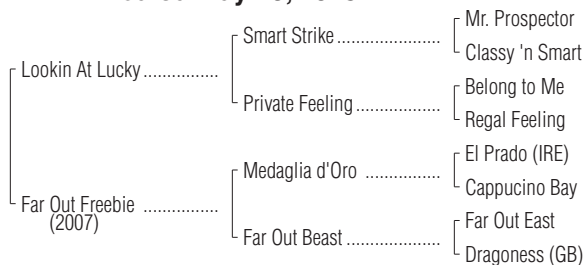 Mr. Prospector
Smart Strike ....................
Classy 'n Smart
Lookin At Lucky ................
Belong to Me
Private Feeling ..................
Regal Feeling
El Prado (IRE)
Medaglia d'Oro ..................
Cappucino Bay
Far Out Freebie ................
(2007)
Far Out East
Far Out Beast ....................
Dragoness (GB)